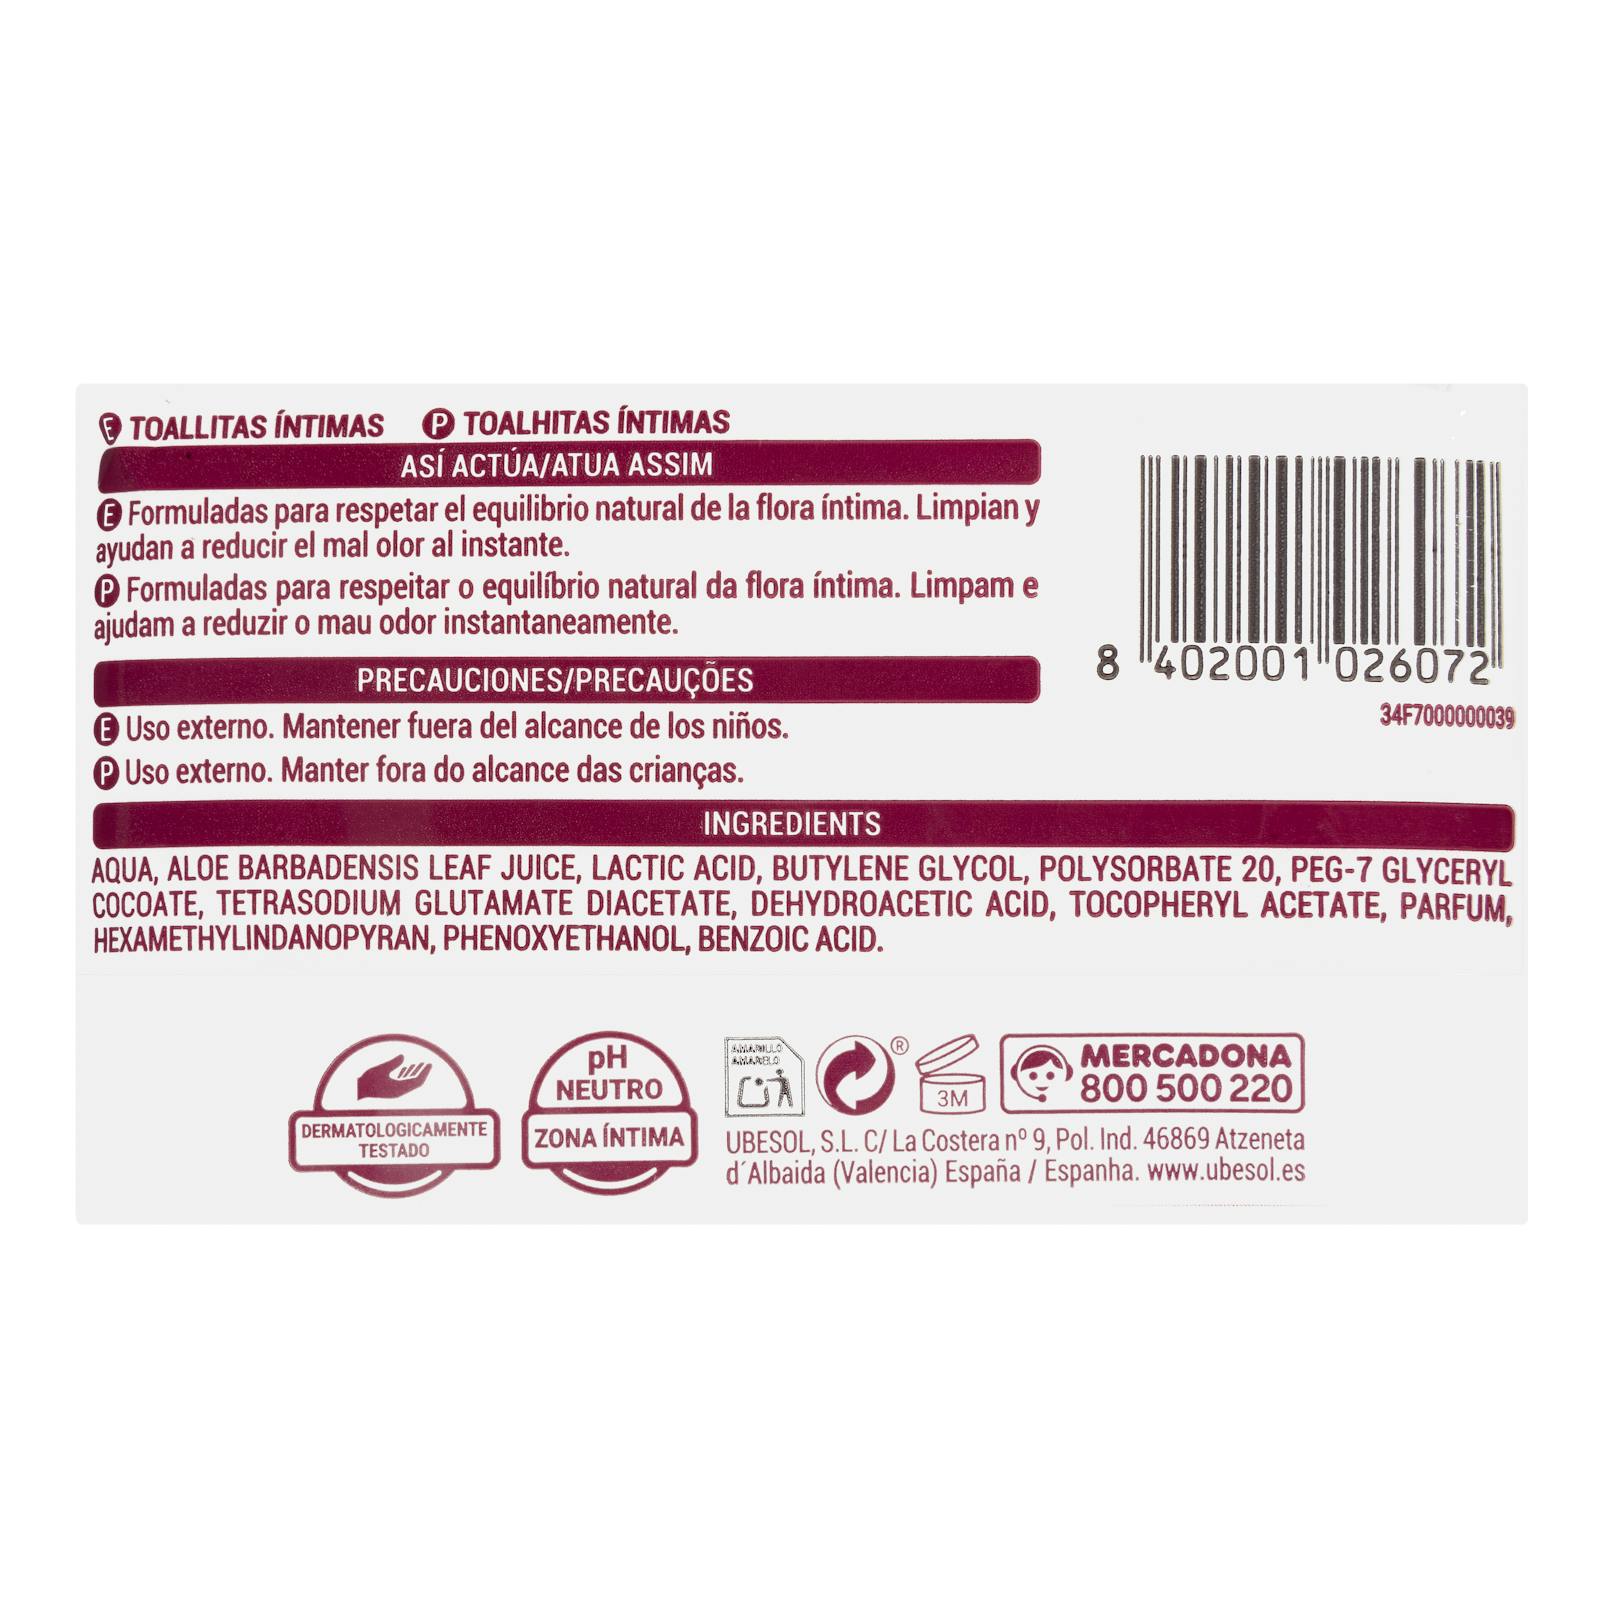 E TOALLITAS ÍNTIMAS P TOALHITAS ÍNTIMAS
ASÍ ACTÚA/ATUA ASSIM
E Formuladas para respetar el equilibrio natural de la flora íntima. Limpian y
ayudan a reducir el mal olor al instante.
P Formuladas para respeitar o equilíbrio natural da flora íntima. Limpam e
ajudam a reduzir o mau odor instantaneamente.
PRECAUCIONES/PRECAUÇÕES
E Uso externo. Mantener fuera del alcance de los niños.
P Uso externo. Manter fora do alcance das crianças.
8 402001 026072
34F7000000039
INGREDIENTS
AQUA, ALOE BARBADENSIS LEAF JUICE, LACTIC ACID, BUTYLENE GLYCOL, POLYSORBATE 20, PEG-7 GLYCERYL
COCOATE, TETRASODIUM GLUTAMATE DIACETATE, DEHYDROACETIC ACID, TOCOPHERYL ACETATE, PARFUM,
HEXAMETHYLINDANOPYRAN, PHENOXYETHANOL, BENZOIC ACID.
DERMATOLOGICAMENTE
TESTADO
pH
NEUTRO
ZONA ÍNTIMA
AMARILLO
AMARELO
®
3M
MERCADONA
800 500 220
UBESOL, S.L. C/ La Costera nº 9, Pol. Ind. 46869 Atzeneta
d´Albaida (Valencia) España / Espanha. www.ubesol.es